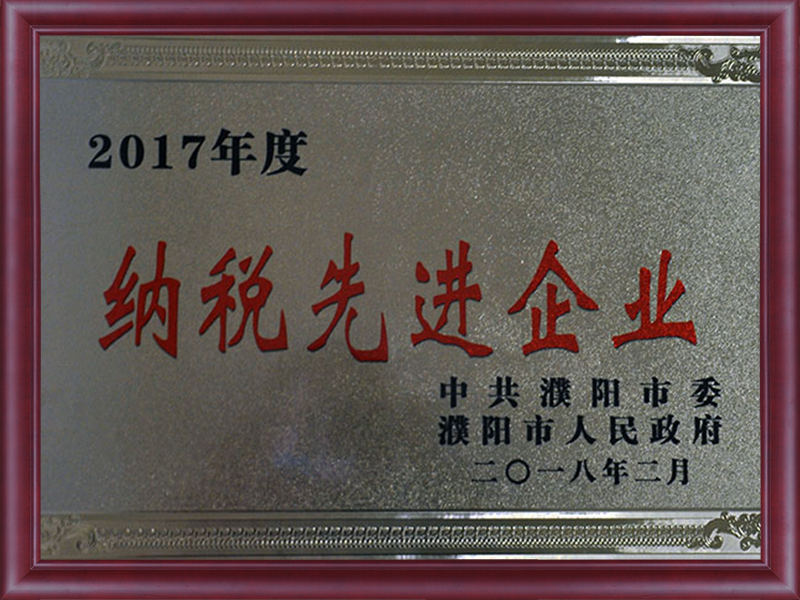 2017年度
纳税先进企业
中共濮阳市委
濮阳市人民政府
二〇一八年二月